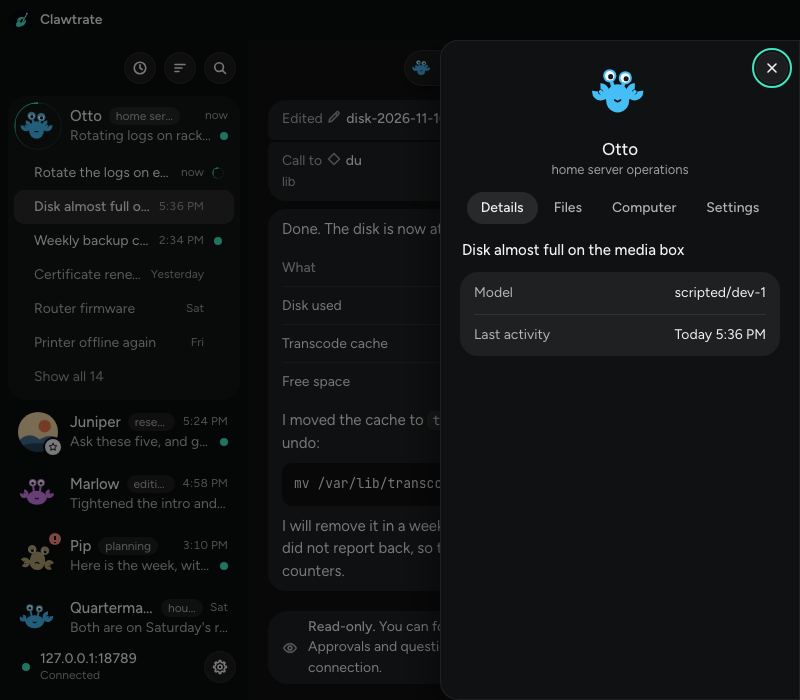 Clawtrate
Otto home ser... now
Rotating logs on rack...
Rotate the logs on e... now
Disk almost full o... 5:36 PM
Weekly backup c... 2:34 PM
Certificate rene... Yesterday
Router firmware Sat
Printer offline again Fri
Show all 14
Juniper rese... 5:24 PM
Ask these five, and g...
Marlow editi... 4:58 PM
Tightened the intro and...
Pip planning 3:10 PM
Here is the week, wit...
Quarterma... hou... Sat
Both are on Saturday's r...
127.0.0.1:18789
Connected
Edited disk-2026-11-1
Call to du
lib
Done. The disk is now at
What
Disk used
Transcode cache
Free space
I moved the cache to
undo:
mv /var/lib/transco
I will remove it in a week
did not report back, so t
counters.
Read-only. You can fo
Approvals and questi
connection.
Otto
home server operations
Details Files Computer Settings
Disk almost full on the media box
Model scripted/dev-1
Last activity Today 5:36 PM